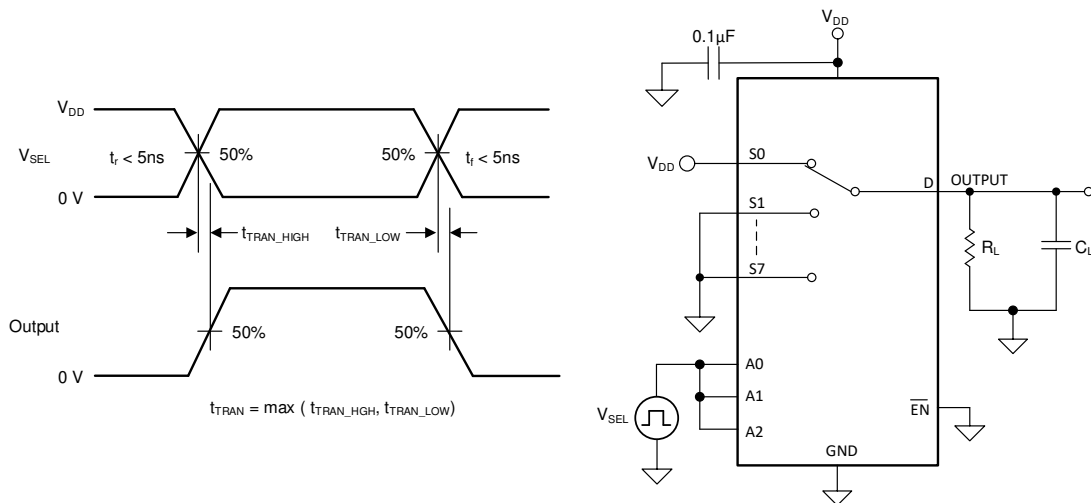 V_DD
V_SEL
0 V
t_r < 5ns
50%
50%
t_f < 5ns
t_TRAN_HIGH
t_TRAN_LOW
Output
0 V
50%
50%
t_TRAN = max ( t_TRAN_HGH, t_TRAN_LOW)
V_DD
0.1µF
V_DD
S0
S1
S7
D
OUTPUT
R_L
C_L
A0
A1
A2
V_SEL
EN
GND